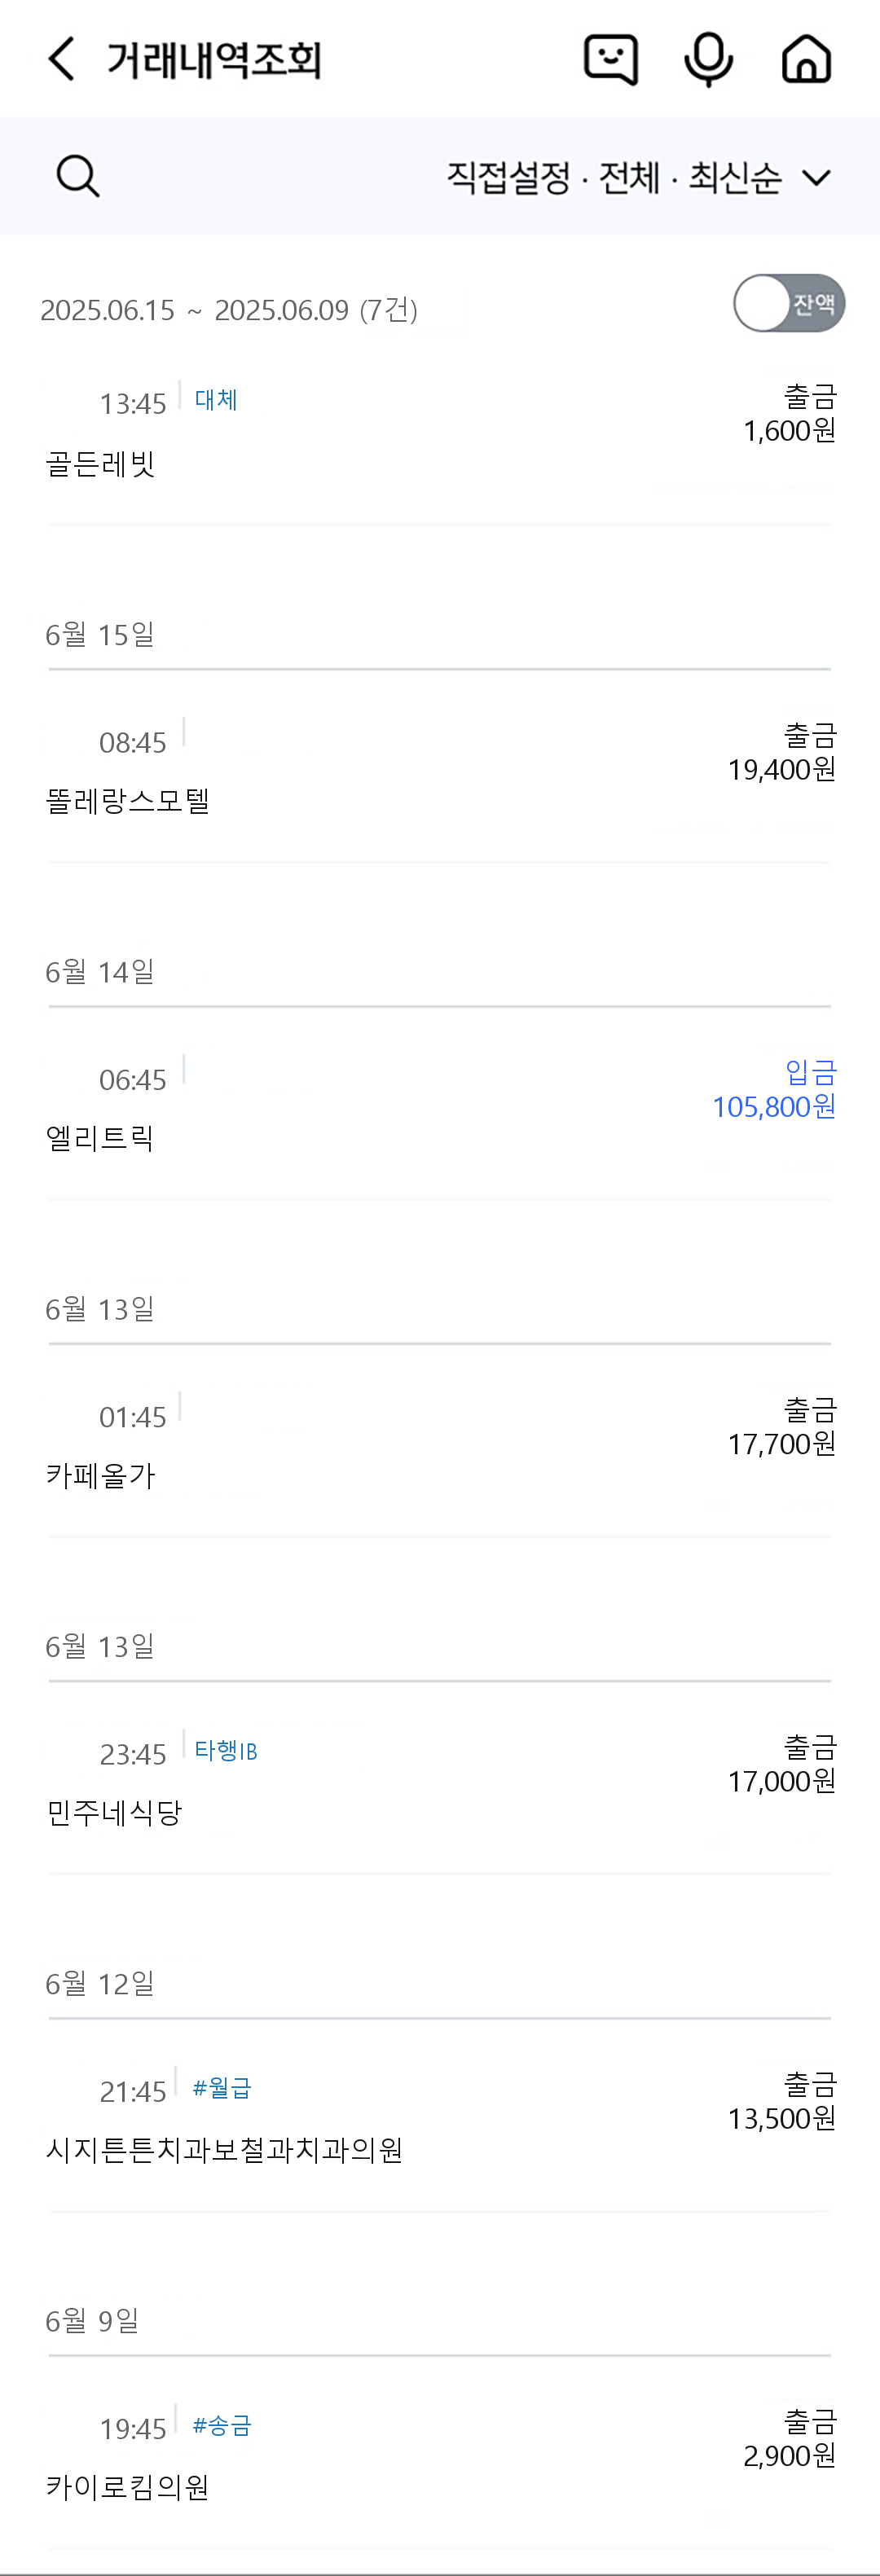 거래내역조회
직접설정 · 전체 · 최신순
2025.06.15 ~ 2025.06.09 (7건)
잔액
13:45 대체
출금
1,600원
골든레빗
6월 15일
08:45
출금
19,400원
똘레랑스모텔
6월 14일
06:45
입금
105,800원
엘리트릭
6월 13일
01:45
출금
17,700원
카페올가
6월 13일
23:45 타행IB
출금
17,000원
민주네식당
6월 12일
21:45 #월급
출금
13,500원
시지튼튼치과보철과치과의원
6월 9일
19:45 #송금
출금
2,900원
카이로킴의원